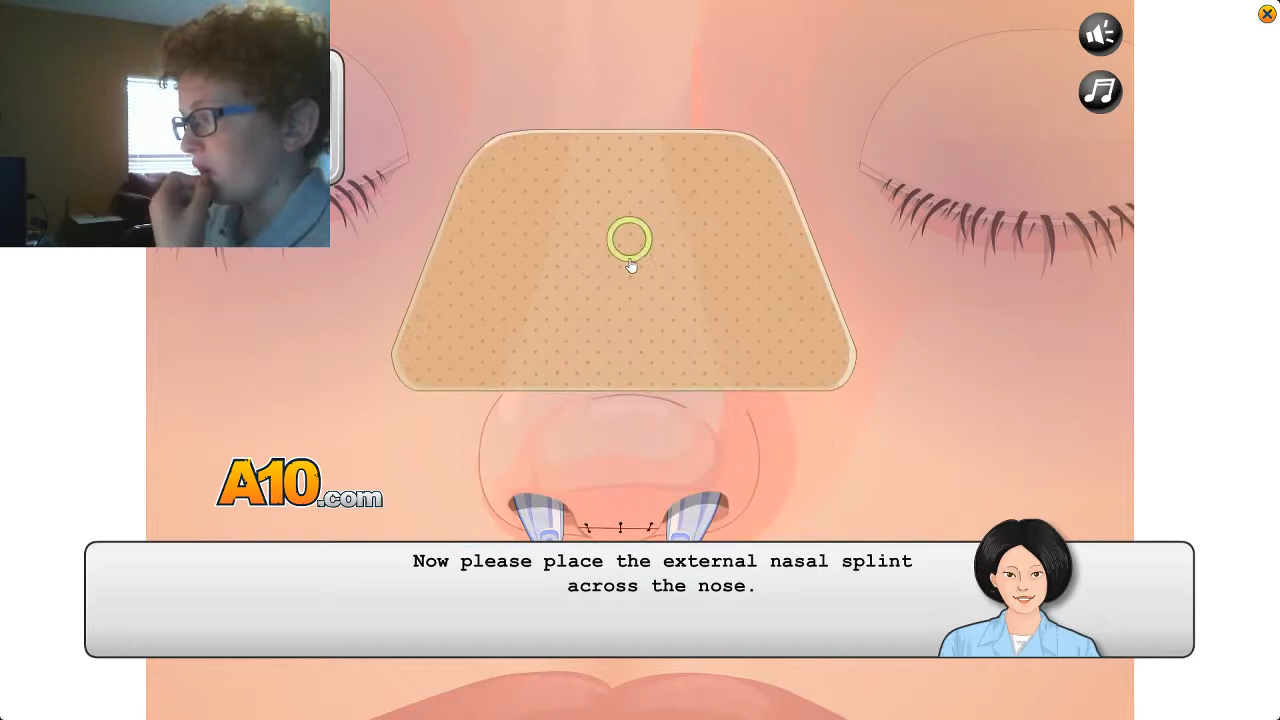 A10.com
Now please place the external nasal splint
across the nose.